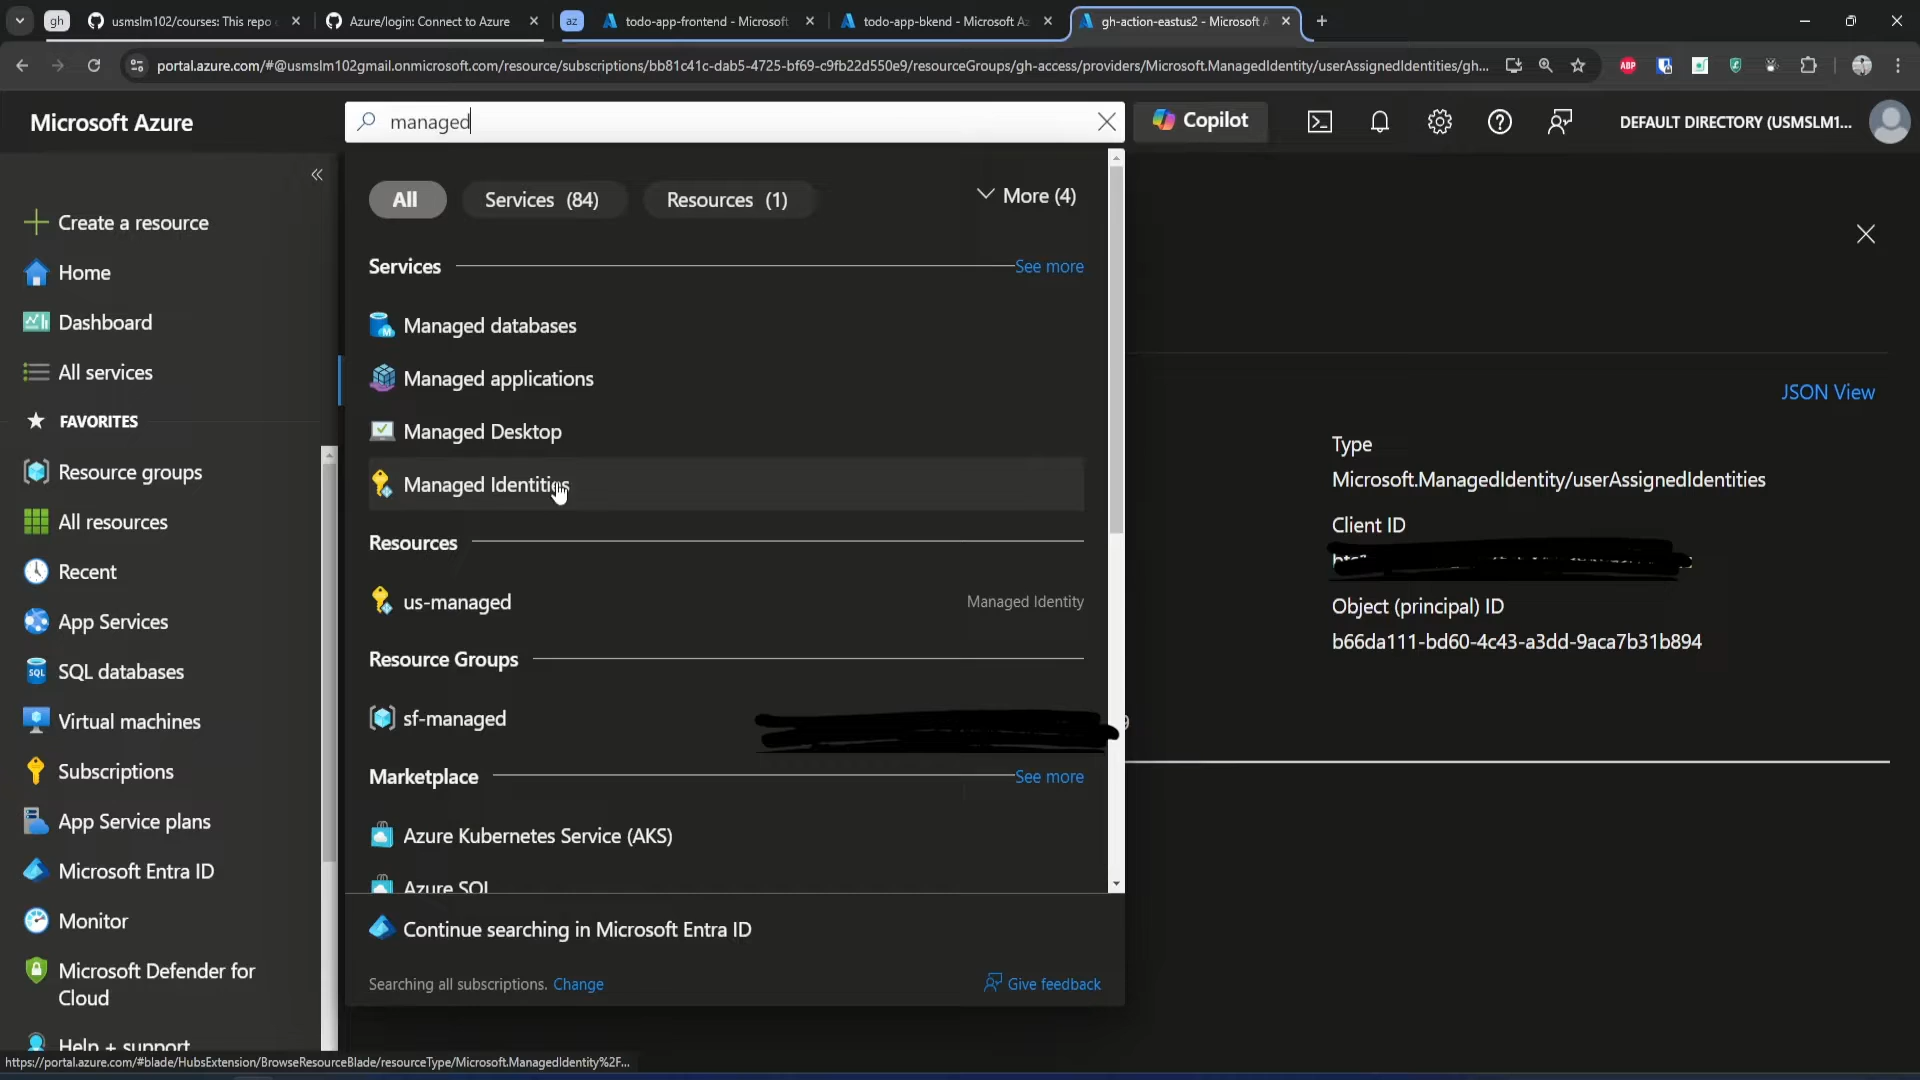 gh
usmslm102/courses: This repo
Azure/login: Connect to Azure
az
todo-app-frontend - Microsoft
todo-app-bkend - Microsoft Az
gh-action-eastus2 - Microsoft A
portal.azure.com/#@usmslm102gmail.onmicrosoft.com/resource/subscriptions/bb81c41c-dab5-4725-bf69-c9fb22d550e9/resourceGroups/gh-access/providers/Microsoft.ManagedIdentity/userAssignedIdentities/gh...
ABP
Microsoft Azure
managed
Copilot
DEFAULT DIRECTORY (USMSLM1...
Create a resource
Home
Dashboard
All services
FAVORITES
Resource groups
All resources
Recent
App Services
SQL databases
Virtual machines
Subscriptions
App Service plans
Microsoft Entra ID
Monitor
Microsoft Defender for
Cloud
Help + support
All
Services (84)
Resources (1)
More (4)
Services
See more
Managed databases
Managed applications
Managed Desktop
Managed Identities
Resources
us-managed
Managed Identity
Resource Groups
sf-managed
Marketplace
See more
Azure Kubernetes Service (AKS)
Azure SQL
Continue searching in Microsoft Entra ID
Searching all subscriptions. Change
Give feedback
JSON View
Type
Microsoft.ManagedIdentity/userAssignedIdentities
Client ID
Object (principal) ID
b66da111-bd60-4c43-a3dd-9aca7b31b894
https://portal.azure.com/#blade/HubsExtension/BrowseResourceBlade/resourceType/Microsoft.ManagedIdentity%2F...